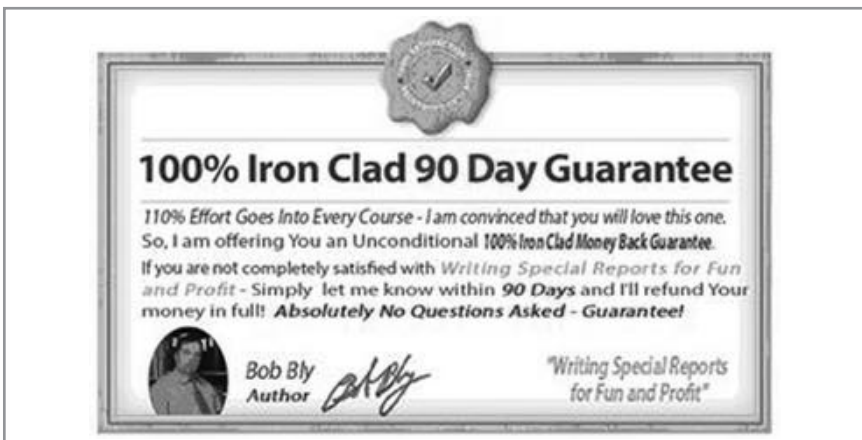 100% Iron Clad 90 Day Guarantee
110% Effort Goes Into Every Course - I am convinced that you will love this one.
So, I am offering You an Unconditional 100% Iron Clad Money Back Guarantee.
If you are not completely satisfied with Writing Special Reports for Fun
and Profit - Simply let me know within 90 Days and I'll refund Your
money in full! Absolutely No Questions Asked - Guarantee!
Bob Bly
Author
Bob Bly
"Writing Special Reports
for Fun and Profit"